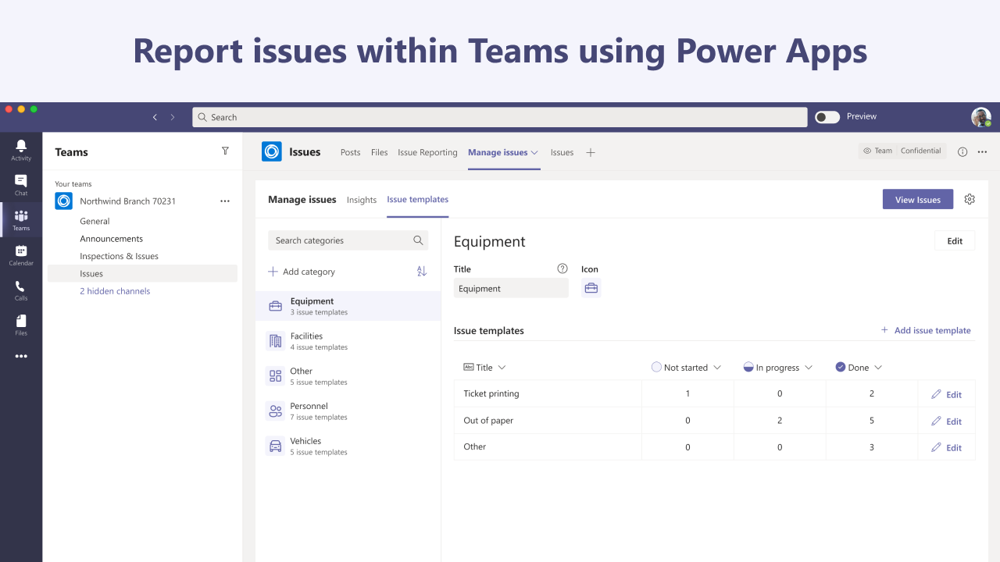 Report issues within Teams using Power Apps
Search
Preview
Activity
Chat
Teams
Calendar
Calls
Files
Teams
Your teams
Northwind Branch 70231
General
Announcements
Inspections & Issues
Issues
2 hidden channels
Issues
Posts
Files
Issue Reporting
Manage issues
Issues
Team
Confidential
Manage issues
Insights
Issue templates
View Issues
Search categories
Add category
Equipment
3 issue templates
Facilities
4 issue templates
Other
5 issue templates
Personnel
7 issue templates
Vehicles
5 issue templates
Equipment
Edit
Title
Icon
Equipment
Issue templates
Add issue template
Abc Title Not started In progress Done
Ticket printing 1 0 2 Edit
Out of paper 0 2 5 Edit
Other 0 0 3 Edit